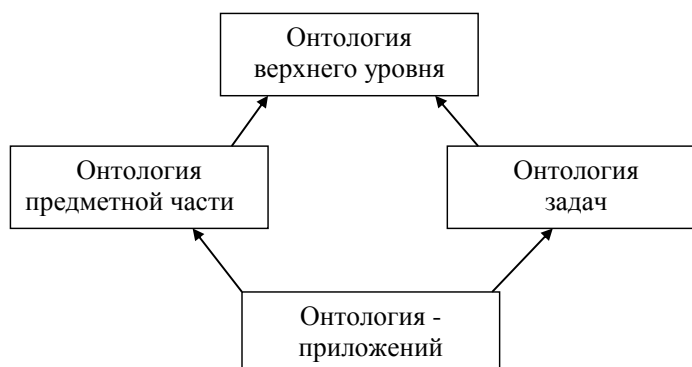 Онтология
верхнего уровня
Онтология
предметной части
Онтология
задач
Онтология -
приложений